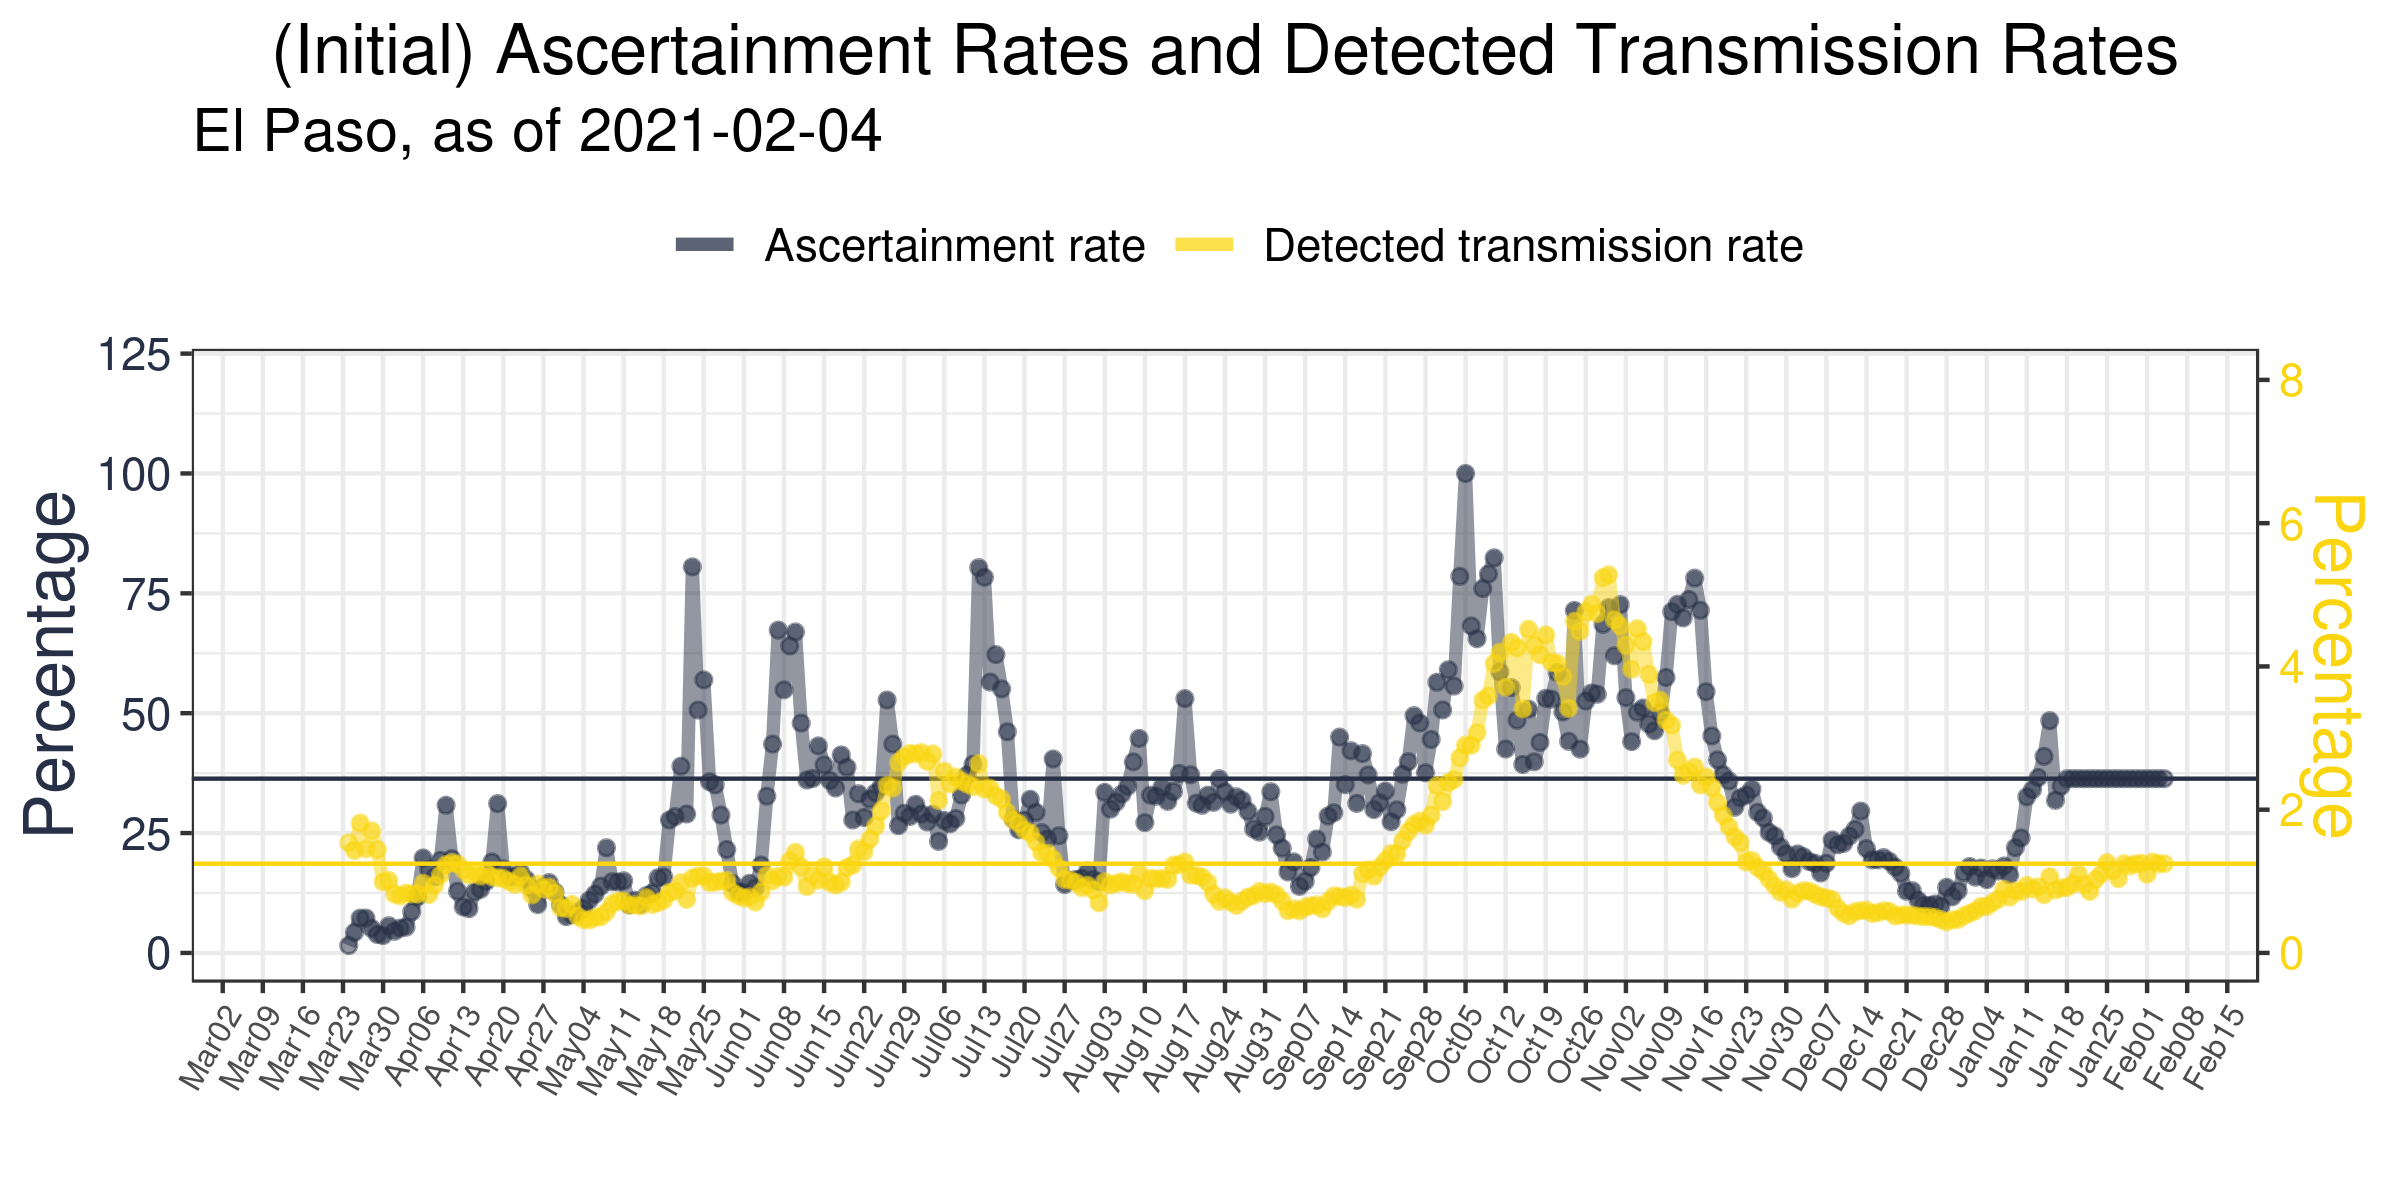 (Initial) Ascertainment Rates and Detected Transmission Rates
El Paso, as of 2021-02-04
Ascertainment rate
Detected transmission rate
Percentage
125
100
75
50
25
0
8
6
4
2
0
Percentage
Mar02
Mar09
Mar16
Mar23
Mar30
Apr06
Apr13
Apr20
Apr27
May04
May11
May18
May25
Jun01
Jun08
Jun15
Jun22
Jun29
Jul06
Jul13
Jul20
Jul27
Aug03
Aug10
Aug17
Aug24
Aug31
Sep07
Sep14
Sep21
Sep28
Oct05
Oct12
Oct19
Oct26
Nov02
Nov09
Nov16
Nov23
Nov30
Dec07
Dec14
Dec21
Dec28
Jan04
Jan11
Jan18
Jan25
Feb01
Feb08
Feb15